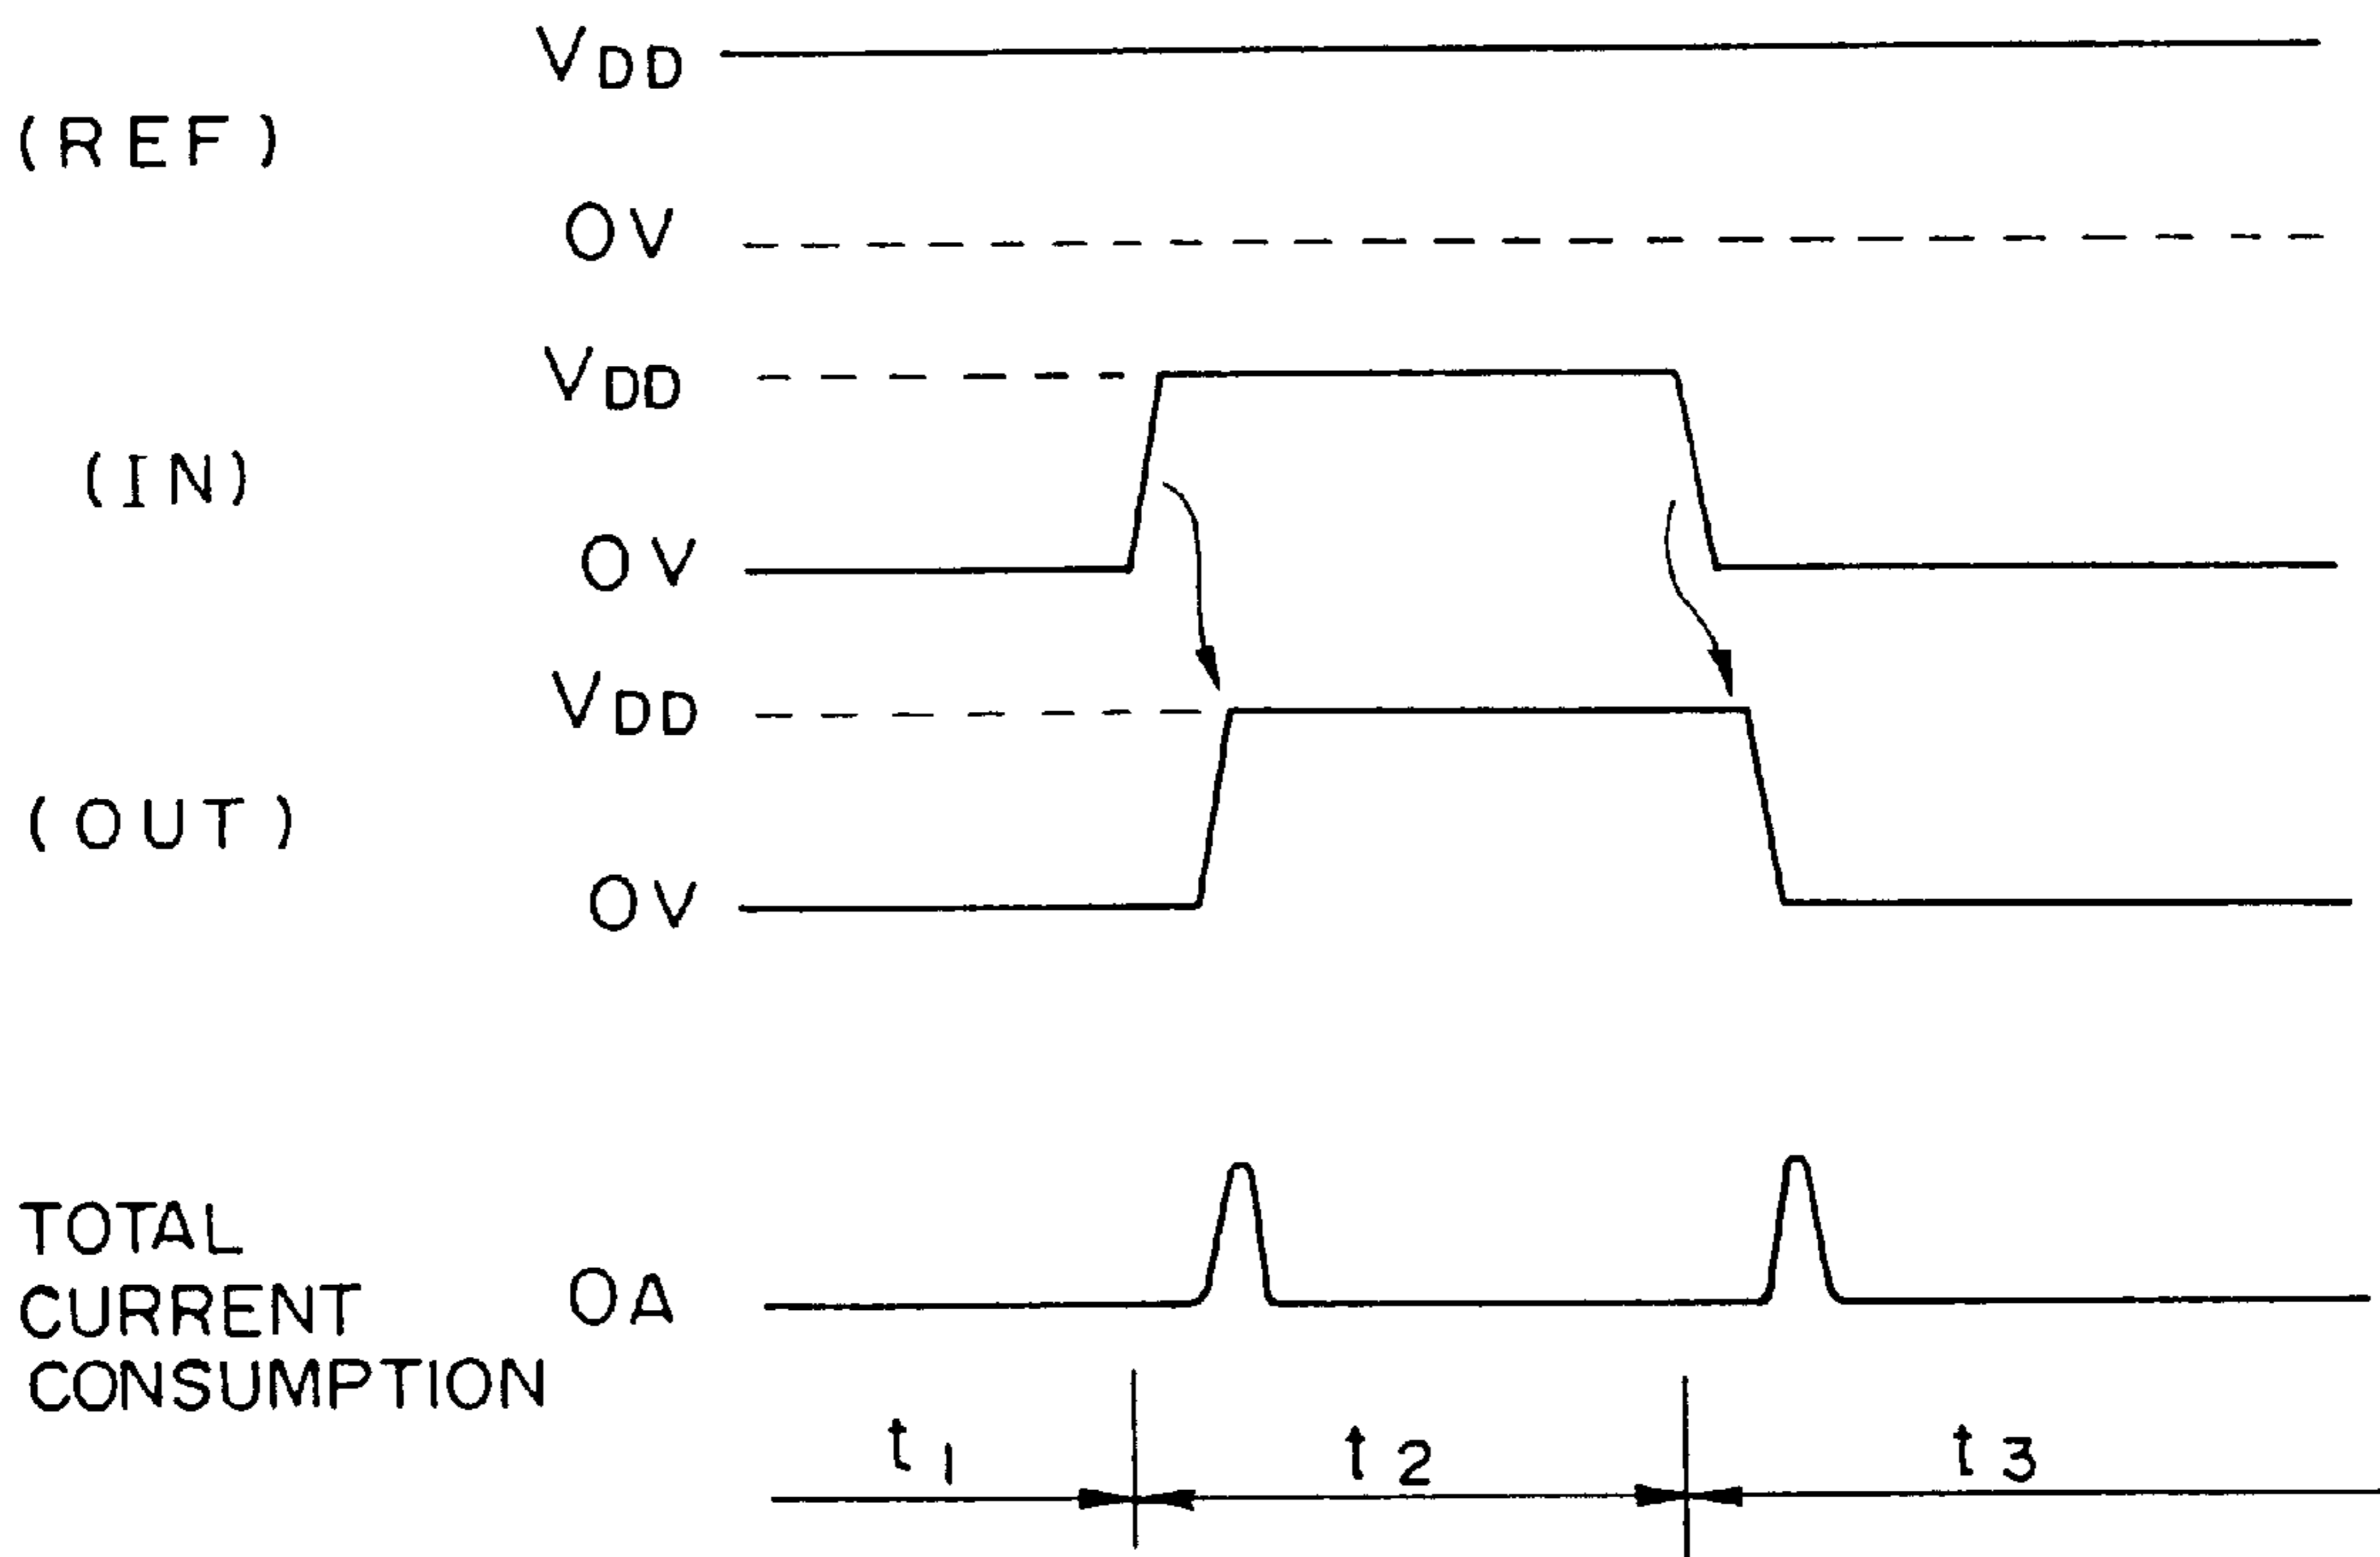 VDD
(REF)
0V
VDD
(IN)
0V
VDD
(OUT)
0V
TOTAL
CURRENT 0A
CONSUMPTION
t1 t2 t3